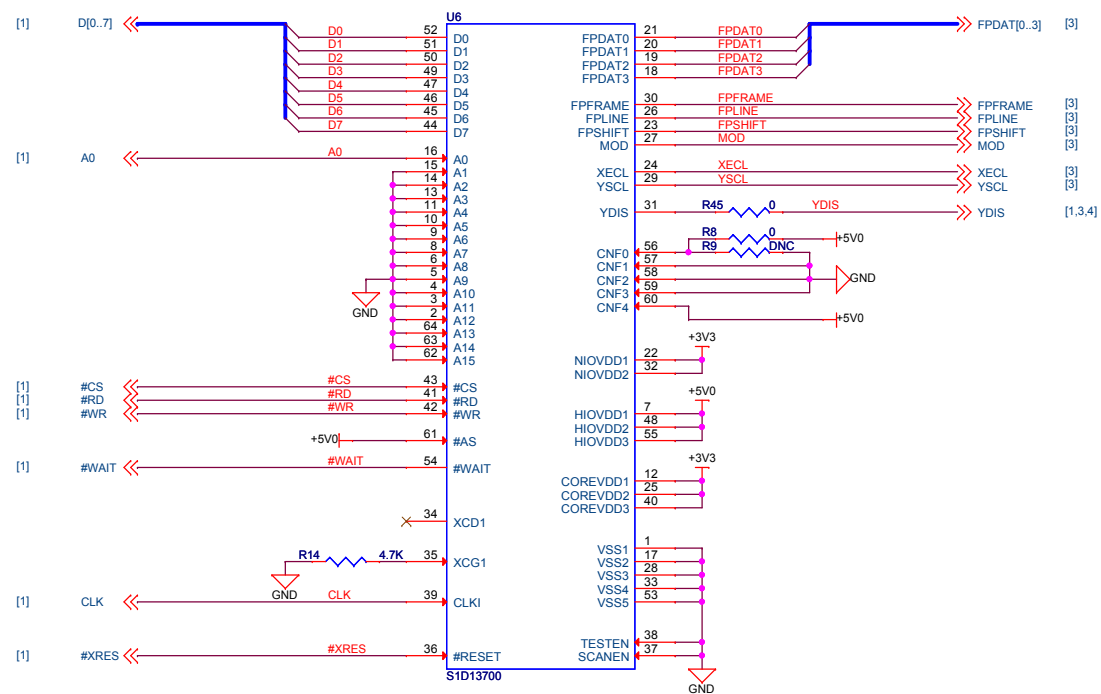 U6
[1] D[0..7] D0 52 D0 FPDAT0 21 FPDAT0 FPDAT[0..3] [3]
D1 51 D1 FPDAT1 20 FPDAT1
D2 50 D2 FPDAT2 19 FPDAT2
D3 49 D3 FPDAT3 18 FPDAT3
D4 47 D4
D5 46 D5 FPFRAME 30 FPFRAME FPFRAME [3]
D6 45 D6 FPLINE 26 FPLINE FPLINE [3]
D7 44 D7 FPSHIFT 23 FPSHIFT FPSHIFT [3]
MOD 27 MOD MOD [3]
[1] A0 A0 16 A0
15 A1 XECL 24 XECL XECL [3]
14 A2 YSCL 29 YSCL YSCL [3]
13 A3
11 A4 YDIS 31 R45 0 YDIS YDIS [1,3,4]
10 A5
9 A6 R8 0 +5V0
8 A7 CNF0 56 R9 DNC
6 A8 CNF1 57
5 A9 CNF2 58 GND
4 A10 CNF3 59
GND 3 A11 CNF4 60
2 A12 +5V0
64 A13
63 A14 +3V3
62 A15 NIOVDD1 22
NIOVDD2 32
[1] #CS #CS 43 #CS
[1] #RD #RD 41 #RD +5V0
[1] #WR #WR 42 #WR HIOVDD1 7
HIOVDD2 48
+5V0 61 #AS HIOVDD3 55
[1] #WAIT #WAIT 54 #WAIT +3V3
COREVDD1 12
COREVDD2 25
COREVDD3 40
34 XCD1
VSS1 1
R14 4.7K 35 XCG1 VSS2 17
VSS3 28
GND VSS4 33
[1] CLK CLK 39 CLKI VSS5 53
TESTEN 38
[1] #XRES #XRES 36 #RESET SCANEN 37
S1D13700
GND